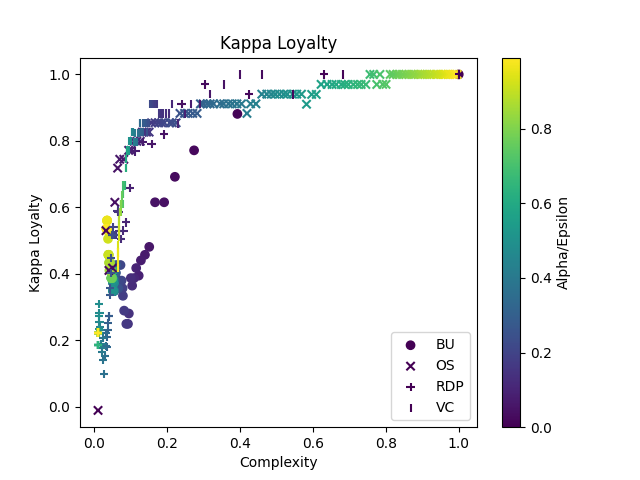 Kappa Loyalty
1.0
0.8
0.6
0.4
0.2
0.0
Kappa Loyalty
0.0 0.2 0.4 0.6 0.8 1.0
Complexity
BU
OS
RDP
VC
0.8
0.6
0.4
0.2
0.0
Alpha/Epsilon